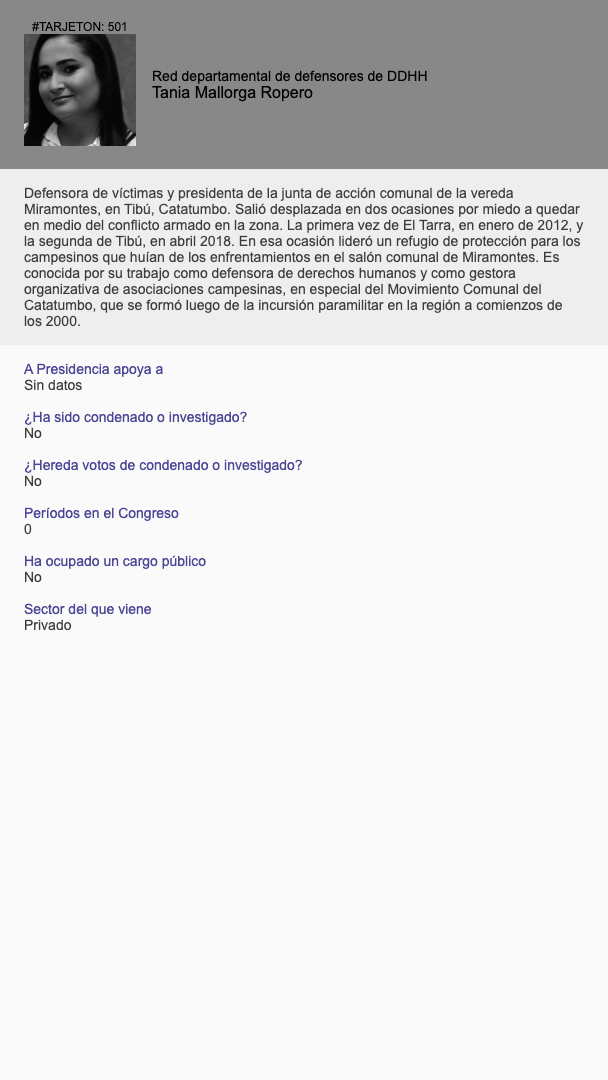 #TARJETON: 501
Red departamental de defensores de DDHH
Tania Mallorga Ropero
Defensora de víctimas y presidenta de la junta de acción comunal de la vereda
Miramontes, en Tibú, Catatumbo. Salió desplazada en dos ocasiones por miedo a quedar
en medio del conflicto armado en la zona. La primera vez de El Tarra, en enero de 2012, y
la segunda de Tibú, en abril 2018. En esa ocasión lideró un refugio de protección para los
campesinos que huían de los enfrentamientos en el salón comunal de Miramontes. Es
conocida por su trabajo como defensora de derechos humanos y como gestora
organizativa de asociaciones campesinas, en especial del Movimiento Comunal del
Catatumbo, que se formó luego de la incursión paramilitar en la región a comienzos de
los 2000.
A Presidencia apoya a
Sin datos
¿Ha sido condenado o investigado?
No
¿Hereda votos de condenado o investigado?
No
Períodos en el Congreso
0
Ha ocupado un cargo público
No
Sector del que viene
Privado